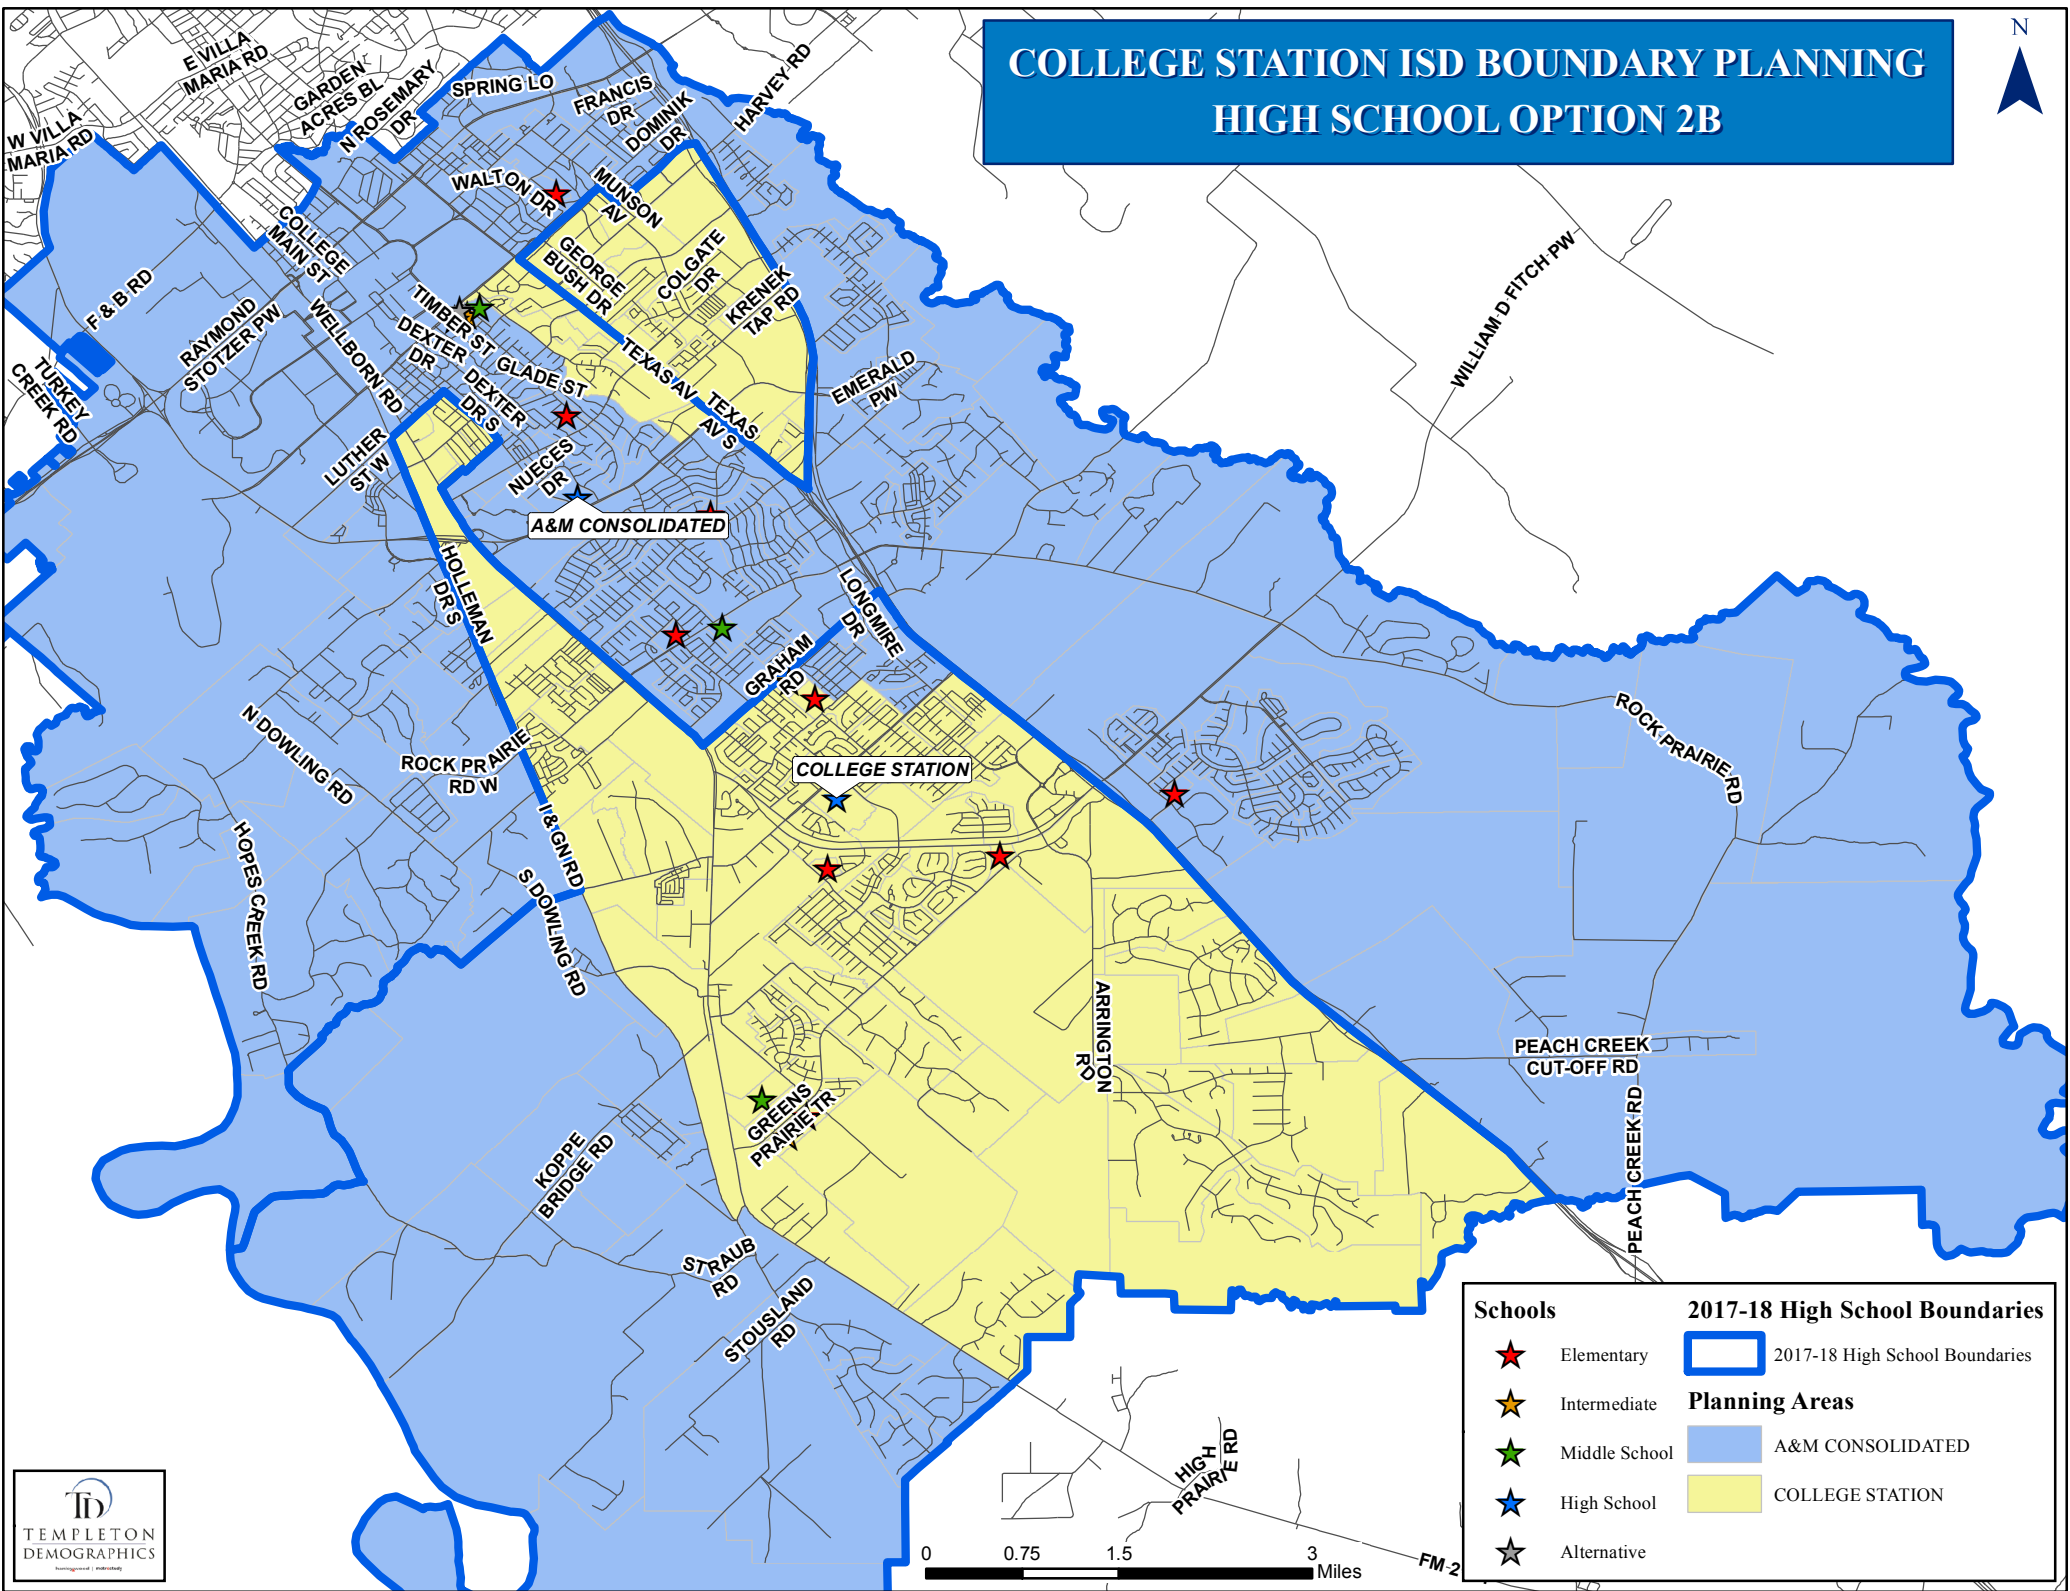 COLLEGE STATION ISD BOUNDARY PLANNING
HIGH SCHOOL OPTION 2B
N
E VILLA
MARIA RD
GARDEN
ACRES BL
N ROSEMARY
DR
SPRING LO
FRANCIS
DR
DOMINIK
DR
HARVEY RD
W VILLA
MARIA RD
WALTON
DR
MUNSON
AV
COLLEGE
MAIN ST
GEORGE
BUSH DR
COLGATE
DR
KRENEK
TAP RD
WILLIAM D FITCH PW
F & B RD
RAYMOND
STOTZER PW
WELLBORN RD
TIMBER ST
DEXTER
DR
GLADE ST
DEXTER
DR S
TEXAS AV
TEXAS
AV S
EMERALD
PW
TURKEY
CREEK RD
LUTHER
ST W
NUECES
DR
A&M CONSOLIDATED
HOLLEMAN
DR S
LONGMIRE
DR
GRAHAM
RD
N DOWLING RD
ROCK PRAIRIE
RD W
ROCK PRAIRIE RD
COLLEGE STATION
I & GN RD
HOPES CREEK RD
S DOWLING RD
ARRINGTON
RD
PEACH CREEK
CUT-OFF RD
PEACH CREEK RD
GREENS
PRAIRIE TR
KOPPE
BRIDGE RD
STRAUB
RD
STOUSLAND
RD
HIGH
PRAIRIE RD
FM 2
Schools
Elementary
Intermediate
Middle School
High School
Alternative
2017-18 High School Boundaries
2017-18 High School Boundaries
Planning Areas
A&M CONSOLIDATED
COLLEGE STATION
0 0.75 1.5 3
Miles
TD
TEMPLETON
DEMOGRAPHICS